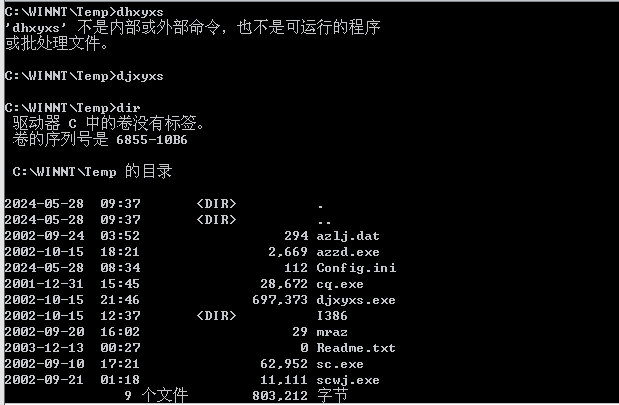 C:\WINNT\Temp>dhxyxs
'dhxyxs' 不是内部或外部命令，也不是可运行的程序
或批处理文件。
C:\WINNT\Temp>djxyxs
C:\WINNT\Temp>dir
驱动器 C 中的卷没有标签。
卷的序列号是 6855-10B6
C:\WINNT\Temp 的目录
2024-05-28  09:37       <DIR>          .
2024-05-28  09:37       <DIR>          ..
2002-09-24  03:52                  294 azlj.dat
2002-10-15  18:21                2,669 azzd.exe
2024-05-28  08:34                  112 Config.ini
2001-12-31  15:45               28,672 cq.exe
2002-10-15  21:46              697,373 djxyxs.exe
2002-10-15  12:37       <DIR>          I386
2002-09-20  16:02                   29 mraz
2003-12-13  00:27                    0 Readme.txt
2002-09-10  17:21               62,952 sc.exe
2002-09-21  01:18               11,111 scwj.exe
9 个文件        803,212 字节